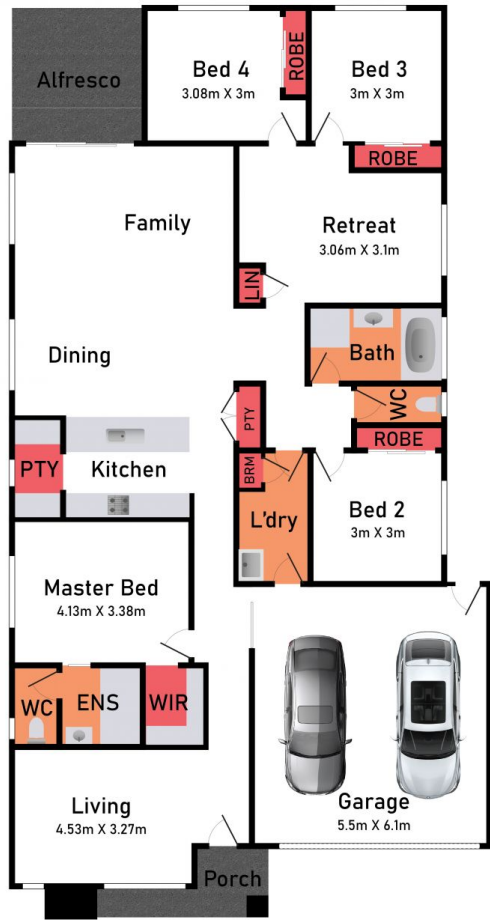 Alfresco
Bed 4
3.08m X 3m
ROBE
Bed 3
3m X 3m
ROBE
Family
Retreat
3.06m X 3.1m
LIN
Dining
Bath
WC
PTY
ROBE
PTY
Kitchen
BRM
L'dry
Bed 2
3m X 3m
Master Bed
4.13m X 3.38m
WC
ENS
WIR
Living
4.53m X 3.27m
Garage
5.5m X 6.1m
Porch